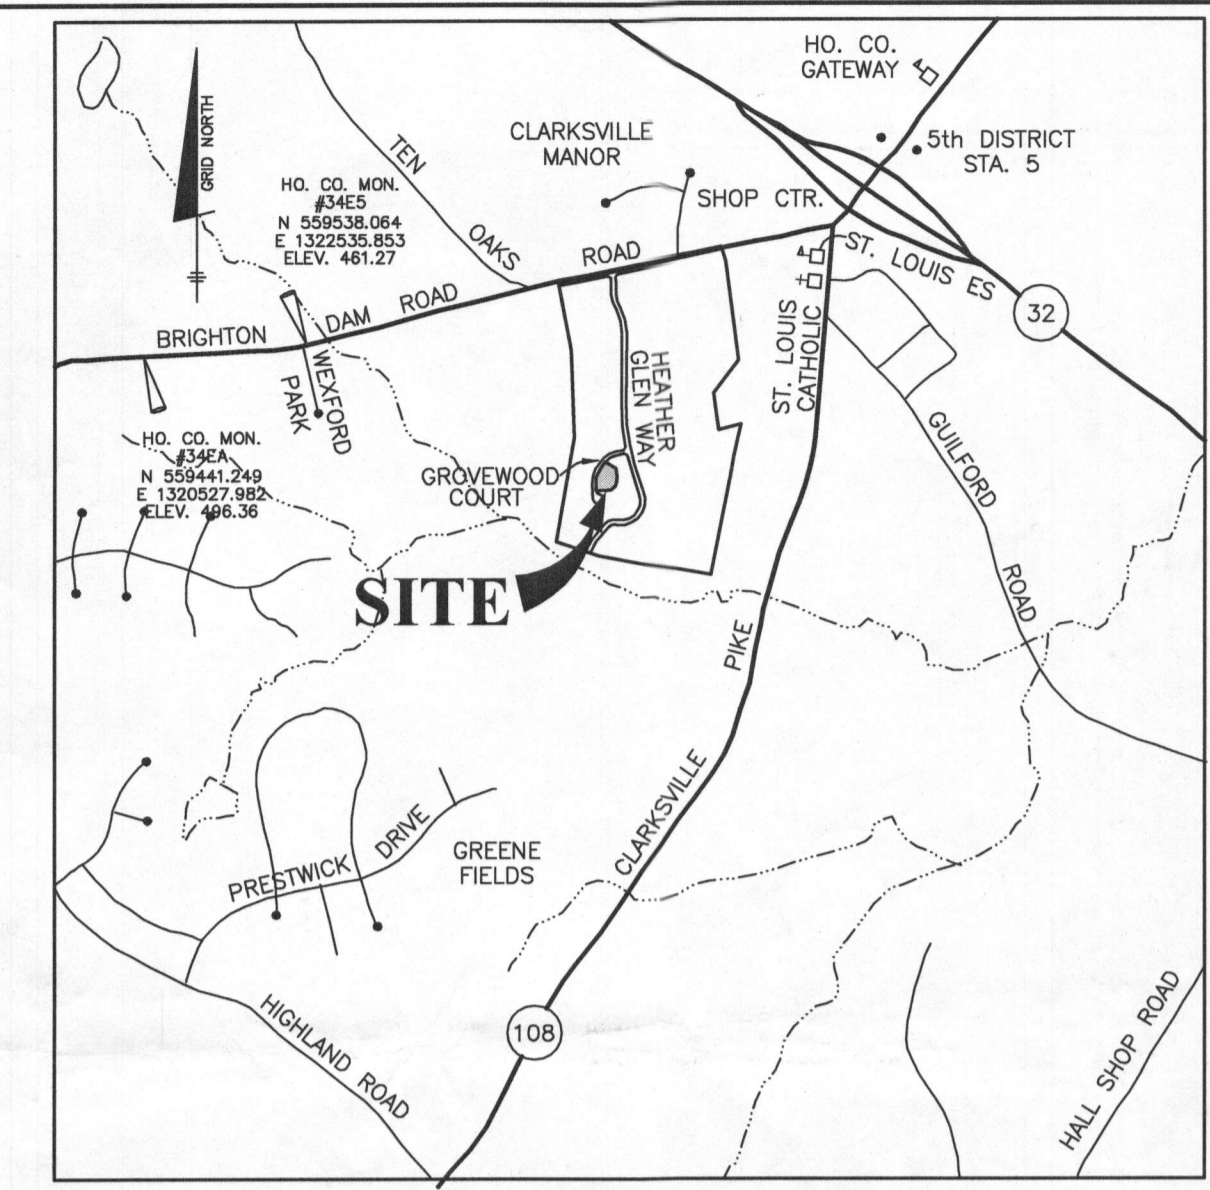 HO. CO.
GATEWAY
5th DISTRICT
STA. 5
CLARKSVILLE
MANOR
SHOP CTR.
GRID NORTH
TEN
OAKS
ROAD
HO. CO. MON.
#34E5
N 559538.064
E 1322535.853
ELEV. 461.27
ST. LOUIS ES
32
BRIGHTON
DAM
ROAD
WEXFORD
PARK
HEATHER
GLEN WAY
ST. LOUIS
CATHOLIC
GUILFORD
ROAD
HO. CO. MON.
#34EA
N 559441.249
E 1320527.982
ELEV. 496.36
GROVEWOOD
COURT
SITE
PIKE
CLARKSVILLE
PRESTWICK
DRIVE
GREENE
FIELDS
HIGHLAND ROAD
108
HALL SHOP ROAD